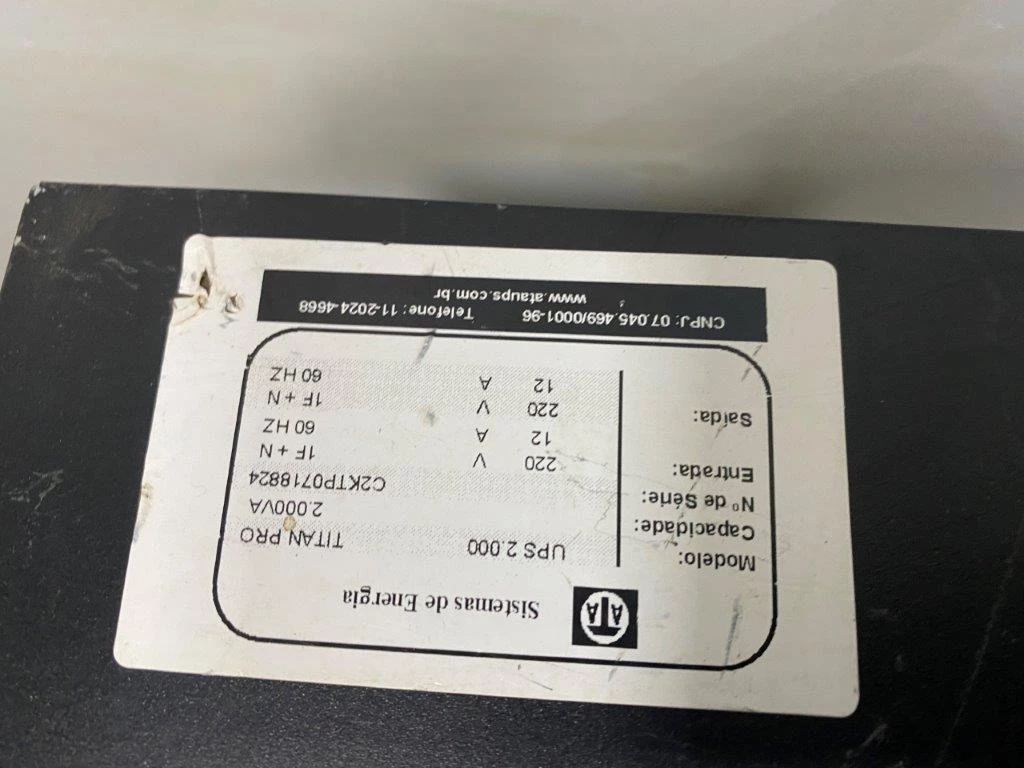 ATA Sistemas de Energia
Modelo: UPS 2.000 TITAN PRO
Capacidade: 2.000VA
Nº de Série: C2KTP0718824
Entrada: 220 V 1F + N
12 A 60 HZ
Saída: 220 V 1F + N
12 A 60 HZ
CNPJ: 07.045.469/0001-96 Telefone: 11-2024-4668
www.ataups.com.br